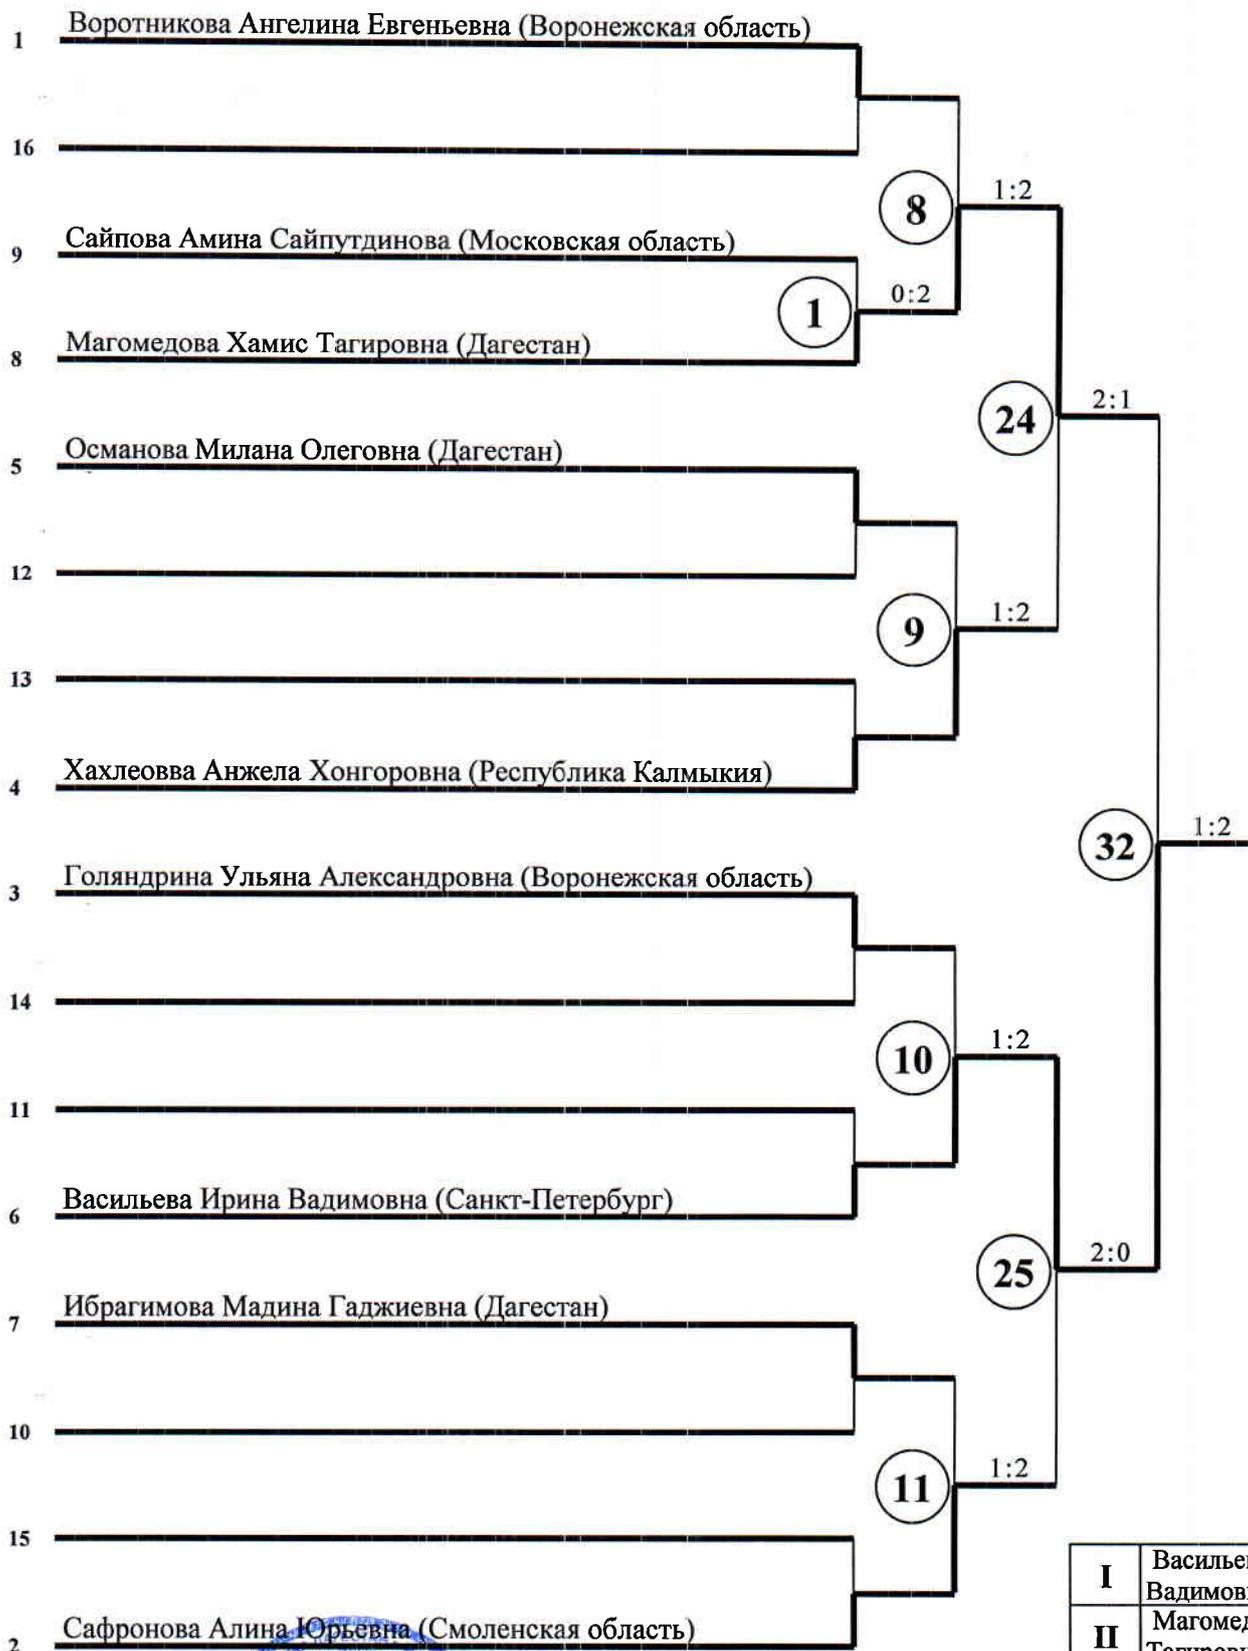 1 Воротникова Ангелина Евгеньевна (Воронежская область)
16
8 1:2
9 Сайпова Амина Сайпутдинова (Московская область)
1 0:2
8 Магомедова Хамис Тагировна (Дагестан)
24 2:1
5 Османова Милана Олеговна (Дагестан)
12
9 1:2
13
4 Хахлеовва Анжела Хонгоровна (Республика Калмыкия)
32 1:2
3 Голяндрина Ульяна Александровна (Воронежская область)
14
10 1:2
11
6 Васильева Ирина Вадимовна (Санкт-Петербург)
25 2:0
7 Ибрагимова Мадина Гаджиевна (Дагестан)
10
11 1:2
15
I
II
2 Сафронова Алина Юрьевна (Смоленская область)